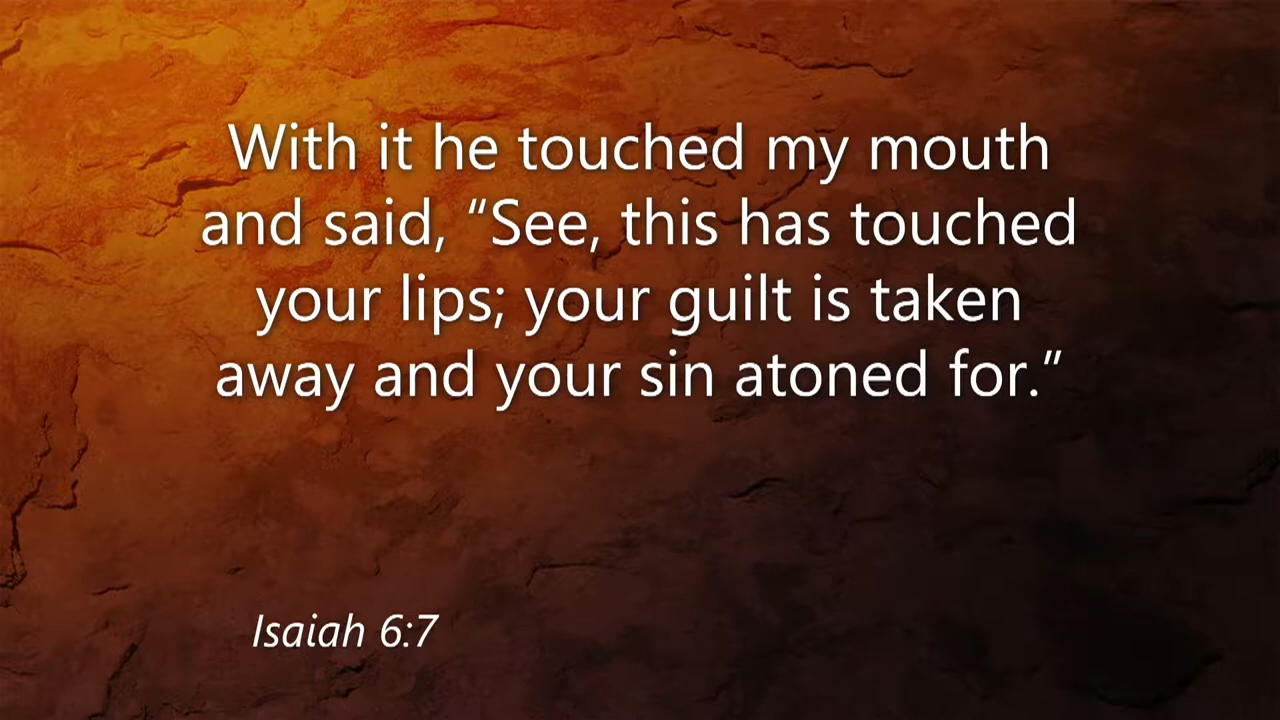 With it he touched my mouth
and said, “See, this has touched
your lips; your guilt is taken
away and your sin atoned for.”
Isaiah 6:7